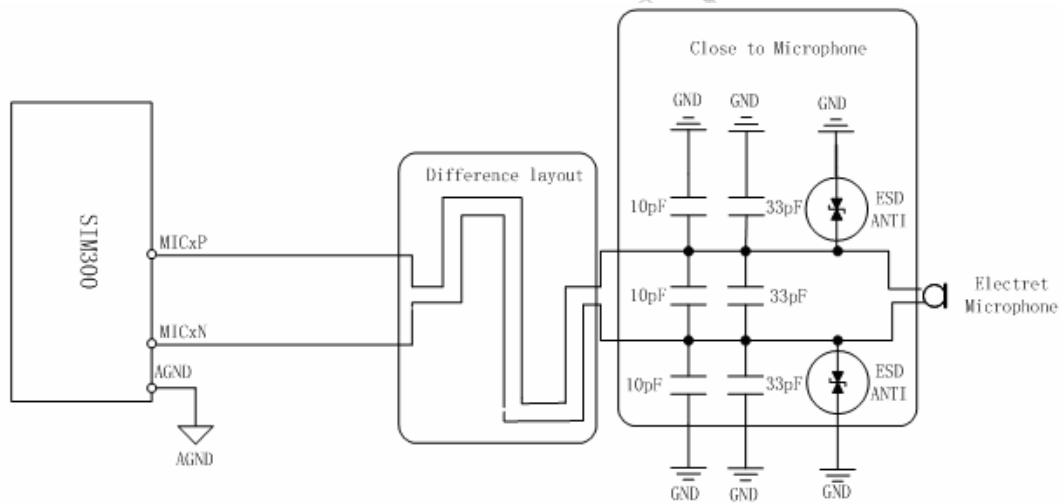 Close to Microphone
GND
GND
GND
Difference layout
10pF
33pF
ESD
ANTI
SIM300
MICxP
10pF
33pF
Electret
Microphone
MICxN
AGND
10pF
33pF
ESD
ANTI
AGND
GND
GND
GND